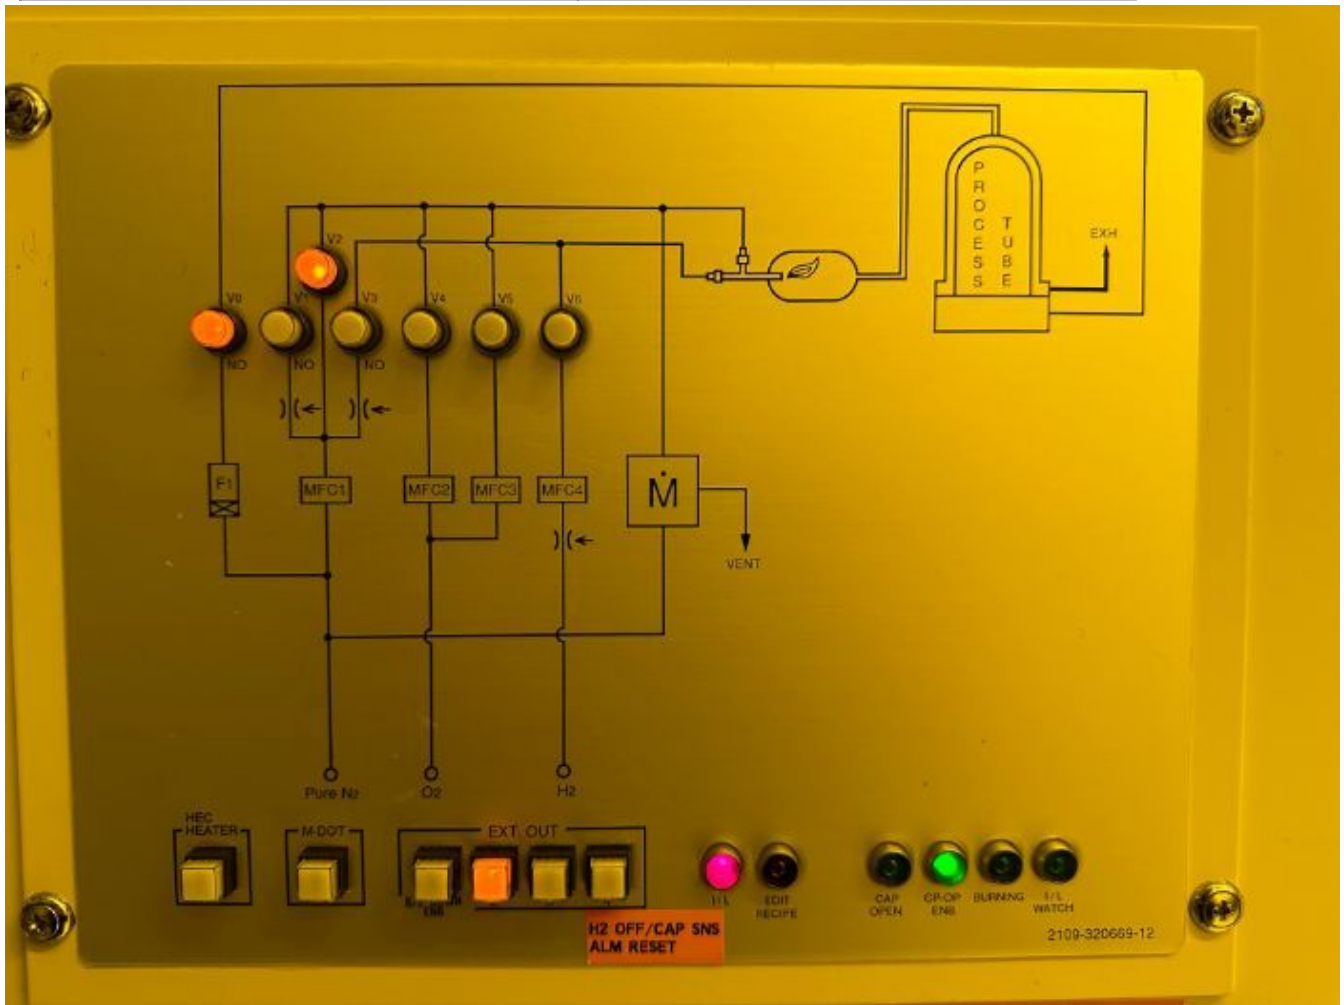 PROCESS
TUBE
EXH
V2
V0
V1
V3
V4
V5
V6
NO
NO
NO
F1
MFC1
MFC2
MFC3
MFC4
Ṁ
VENT
Pure N₂
O2
H2
HEC
HEATER
M-DOT
EXT. OUT
ENB
I/L
EDIT
RECIPE
CAP
OPEN
CP-OP
ENB
BURNING
I/L
WATCH
H2 OFF/CAP SNS
ALM RESET
2109-320669-12